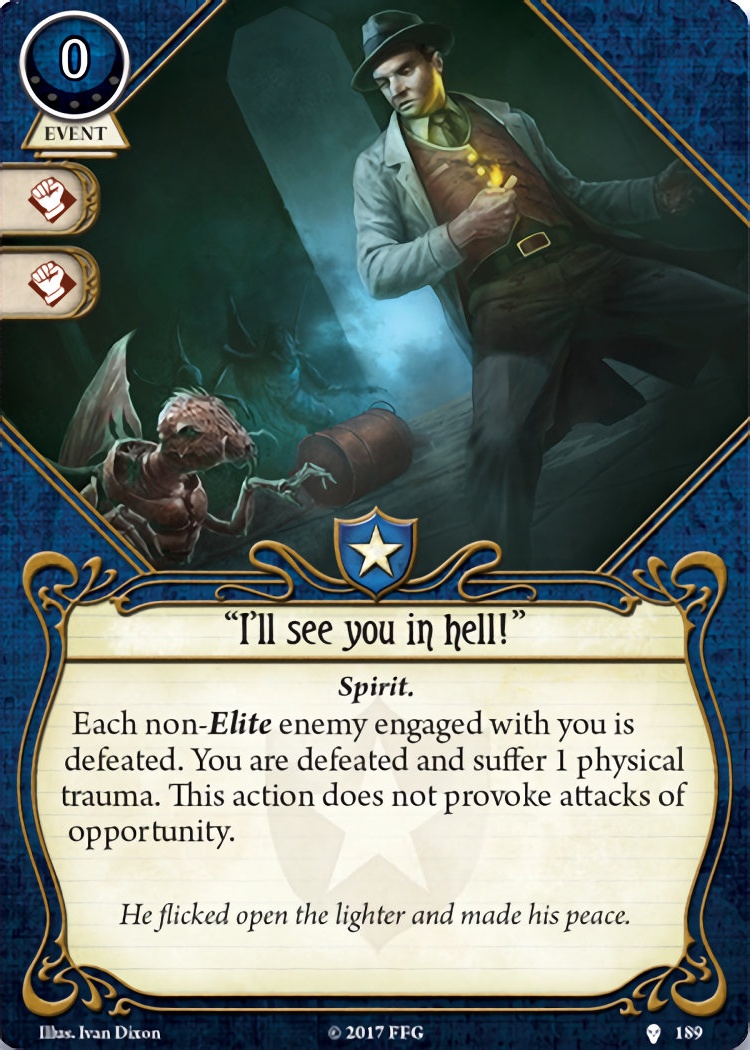 0
EVENT
“I’ll see you in hell!”
Spirit.
Each non-Elite enemy engaged with you is
defeated. You are defeated and suffer 1 physical
trauma. This action does not provoke attacks of
opportunity.
He flicked open the lighter and made his peace.
Illus. Ivan Dixon
© 2017 FFG
189